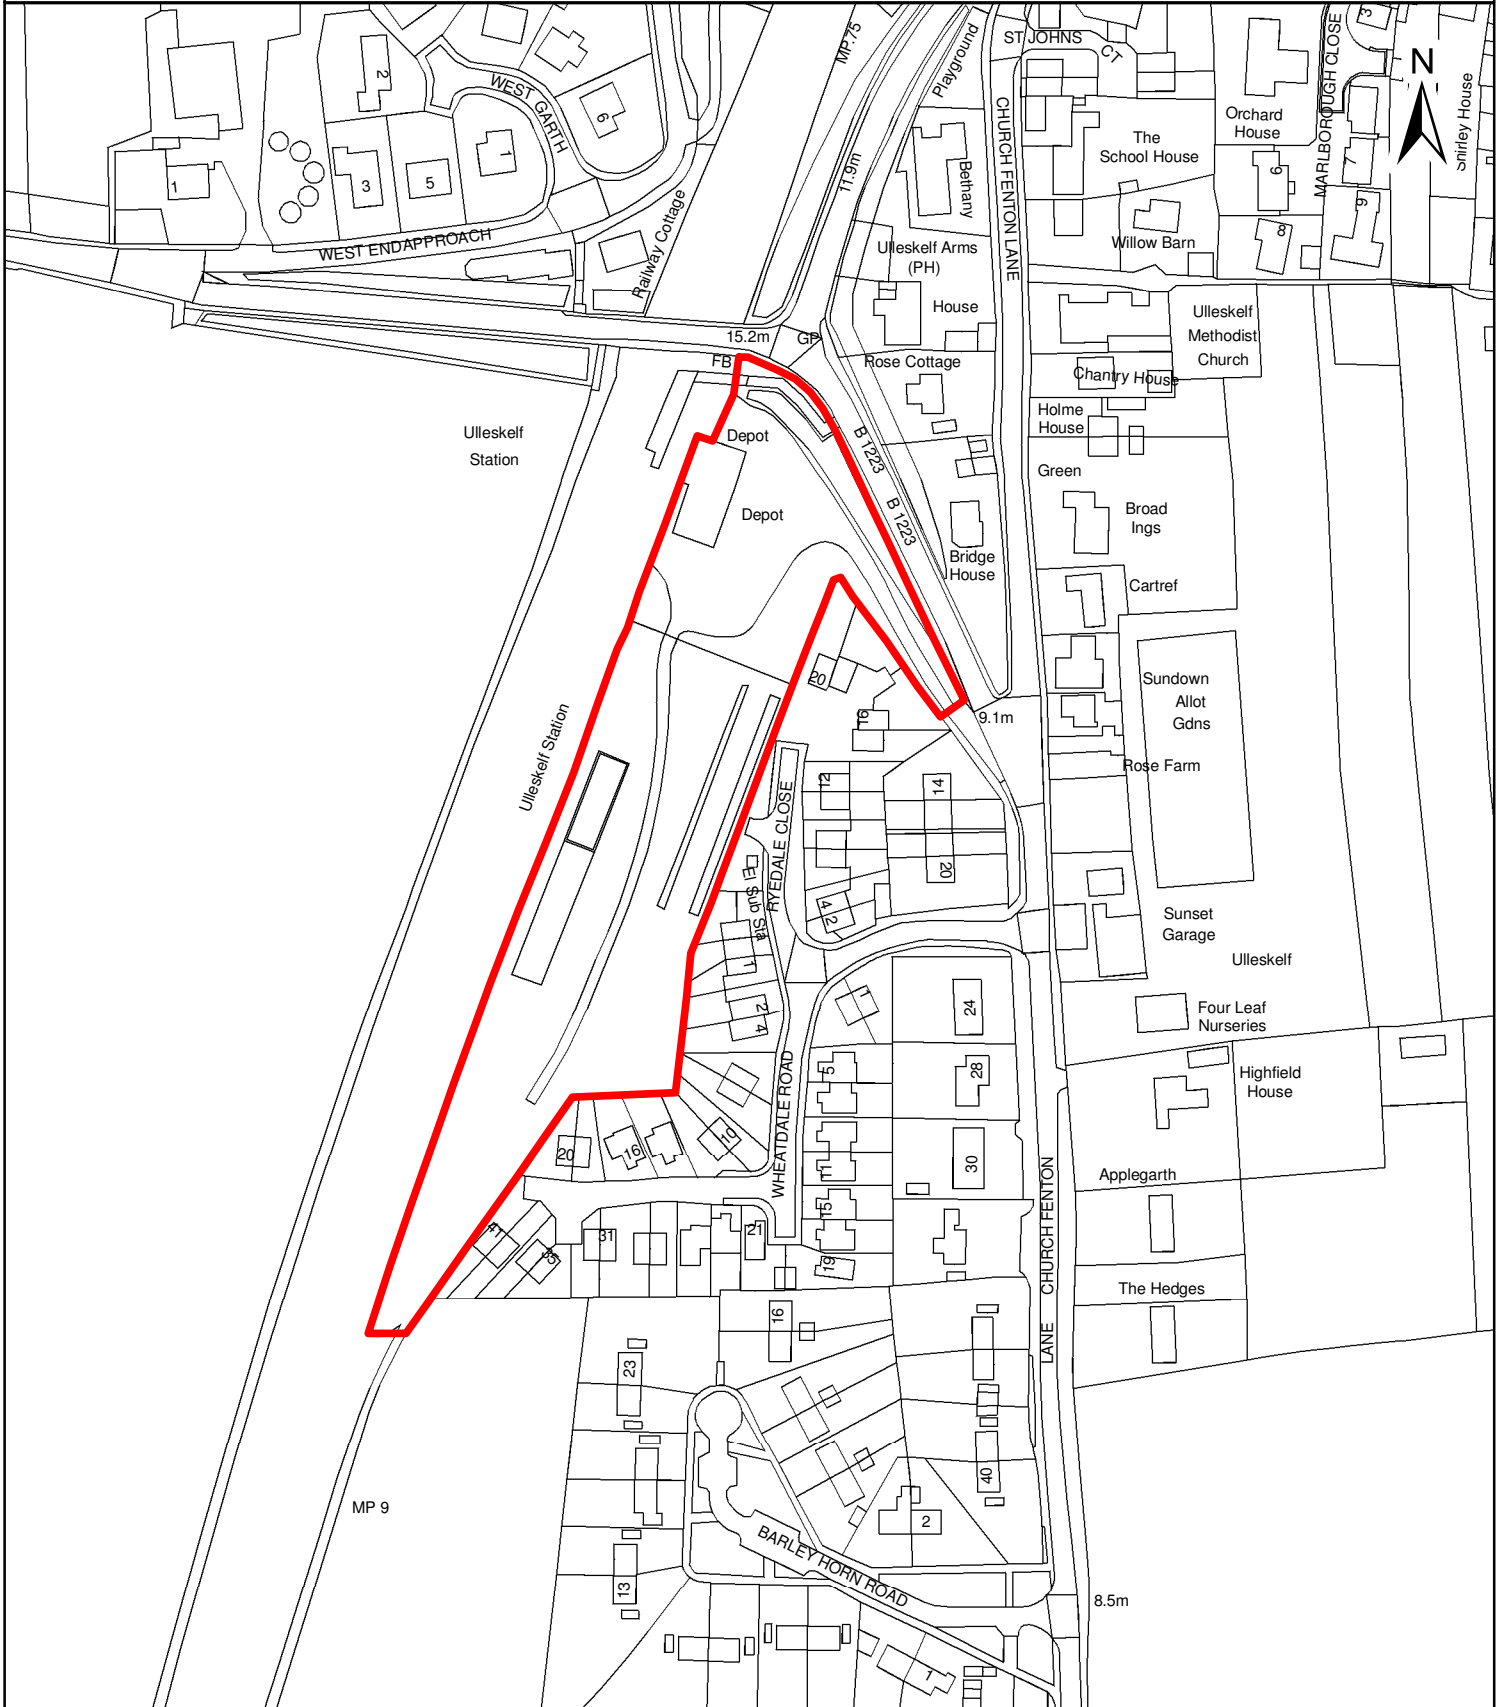 MP.75
Playground
ST JOHNS
CT
MARLBOROUGH CLOSE
3
N
2
WEST GARTH
6
1
CHURCH FENTON LANE
Orchard
House
The
School House
Shirley House
11.9m
Bethany
1
3
5
6
7
9
8
Railway Cottage
WEST END APPROACH
Ulleskelf Arms
(PH)
Willow Barn
House
Ulleskelf
Methodist
Church
15.2m
GP
FB
Rose Cottage
Chantry House
Holme
House
Ulleskelf
Station
Depot
B 1223
Green
Depot
B 1223
Broad
Ings
Bridge
House
Cartref
20
Sundown
Allot
Gdns
16
9.1m
Ulleskelf Station
Rose Farm
12
14
RYEDALE CLOSE
20
El Sub Sta
4
2
Sunset
Garage
Ulleskelf
1
1
24
2
4
Four Leaf
Nurseries
WHEATDALE ROAD
5
28
Highfield
House
20
16
19
11
30
Applegarth
CHURCH FENTON
15
41
35
31
21
19
The Hedges
16
LANE
23
40
MP 9
2
BARLEY HORN ROAD
13
8.5m
1